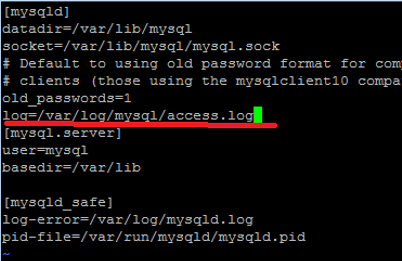 [mysqld]
datadir=/var/lib/mysql
socket=/var/lib/mysql/mysql.sock
# Default to using old password format for
# clients (those using the mysqlclient10
old_passwords=1
log=/var/log/mysql/access.log
[mysql.server]
user=mysql
basedir=/var/lib
[mysqld_safe]
log-error=/var/log/mysqld.log
pid-file=/var/run/mysqld/mysqld.pid
~